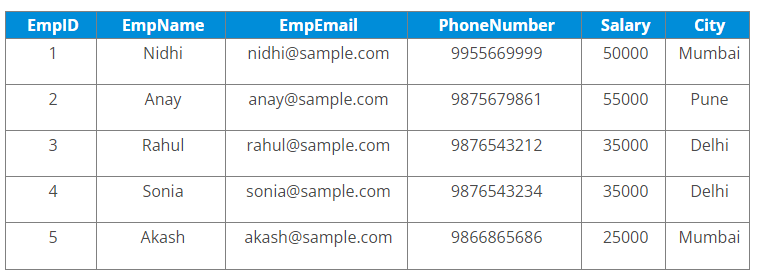 EmpID EmpName EmpEmail PhoneNumber Salary City
1 Nidhi nidhi@sample.com 9955669999 50000 Mumbai
2 Anay anay@sample.com 9875679861 55000 Pune
3 Rahul rahul@sample.com 9876543212 35000 Delhi
4 Sonia sonia@sample.com 9876543234 35000 Delhi
5 Akash akash@sample.com 9866865686 25000 Mumbai